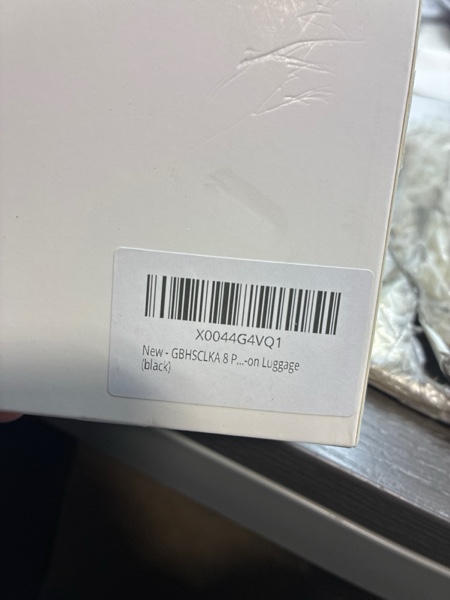 X0044G4VQ1
New - GBHSCLKA 8 P...-on Luggage
(black)